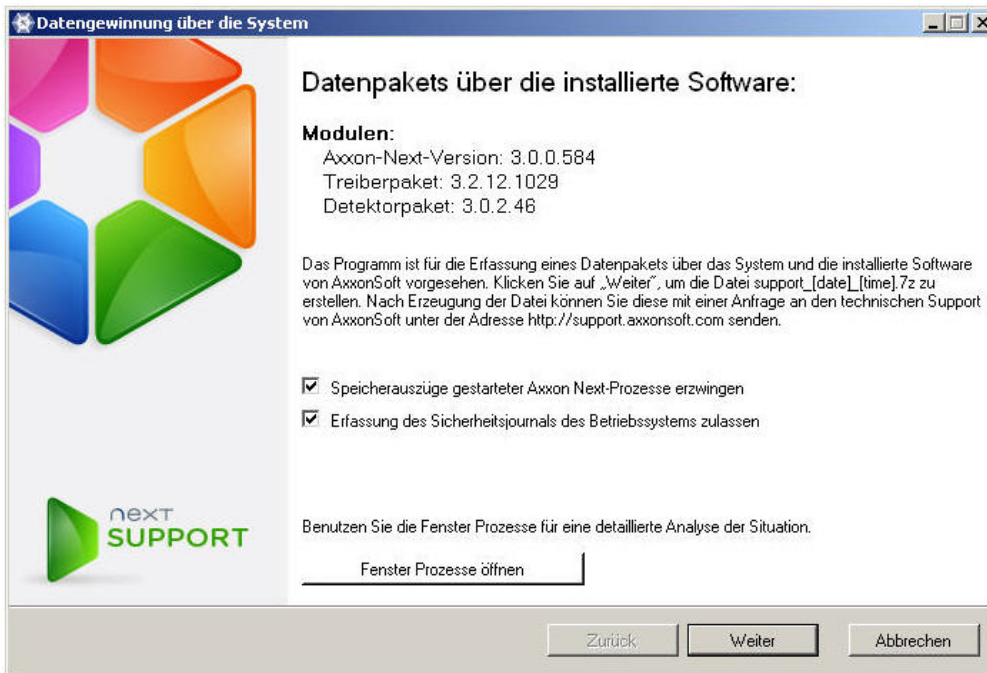 Datengewinnung über die System
Datenpakets über die installierte Software:
Modulen:
Axxon-Next-Version: 3.0.0.584
Treiberpaket: 3.2.12.1029
Detektorpaket: 3.0.2.46
Das Programm ist für die Erfassung eines Datenpakets über das System und die installierte Software
von AxxonSoft vorgesehen. Klicken Sie auf „Weiter“, um die Datei support_[date]_[time].7z zu
erstellen. Nach Erzeugung der Datei können Sie diese mit einer Anfrage an den technischen Support
von AxxonSoft unter der Adresse http://support.axxonsoft.com senden.
Speicherauszüge gestarteter Axxon Next-Prozesse erzwingen
Erfassung des Sicherheitsjournals des Betriebssystems zulassen
next
SUPPORT
Benutzen Sie die Fenster Prozesse für eine detaillierte Analyse der Situation.
Fenster Prozesse öffnen
Zurück
Weiter
Abbrechen